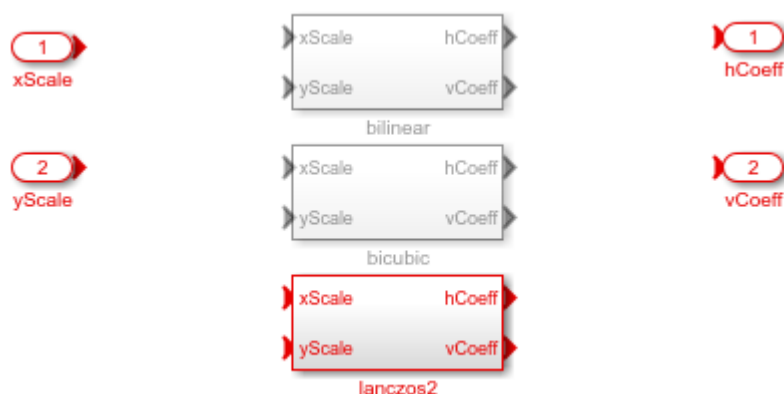 1
xScale
2
yScale
xScale hCoeff
yScale vCoeff
bilinear
xScale hCoeff
yScale vCoeff
bicubic
xScale hCoeff
yScale vCoeff
lanczos2
1
hCoeff
2
vCoeff